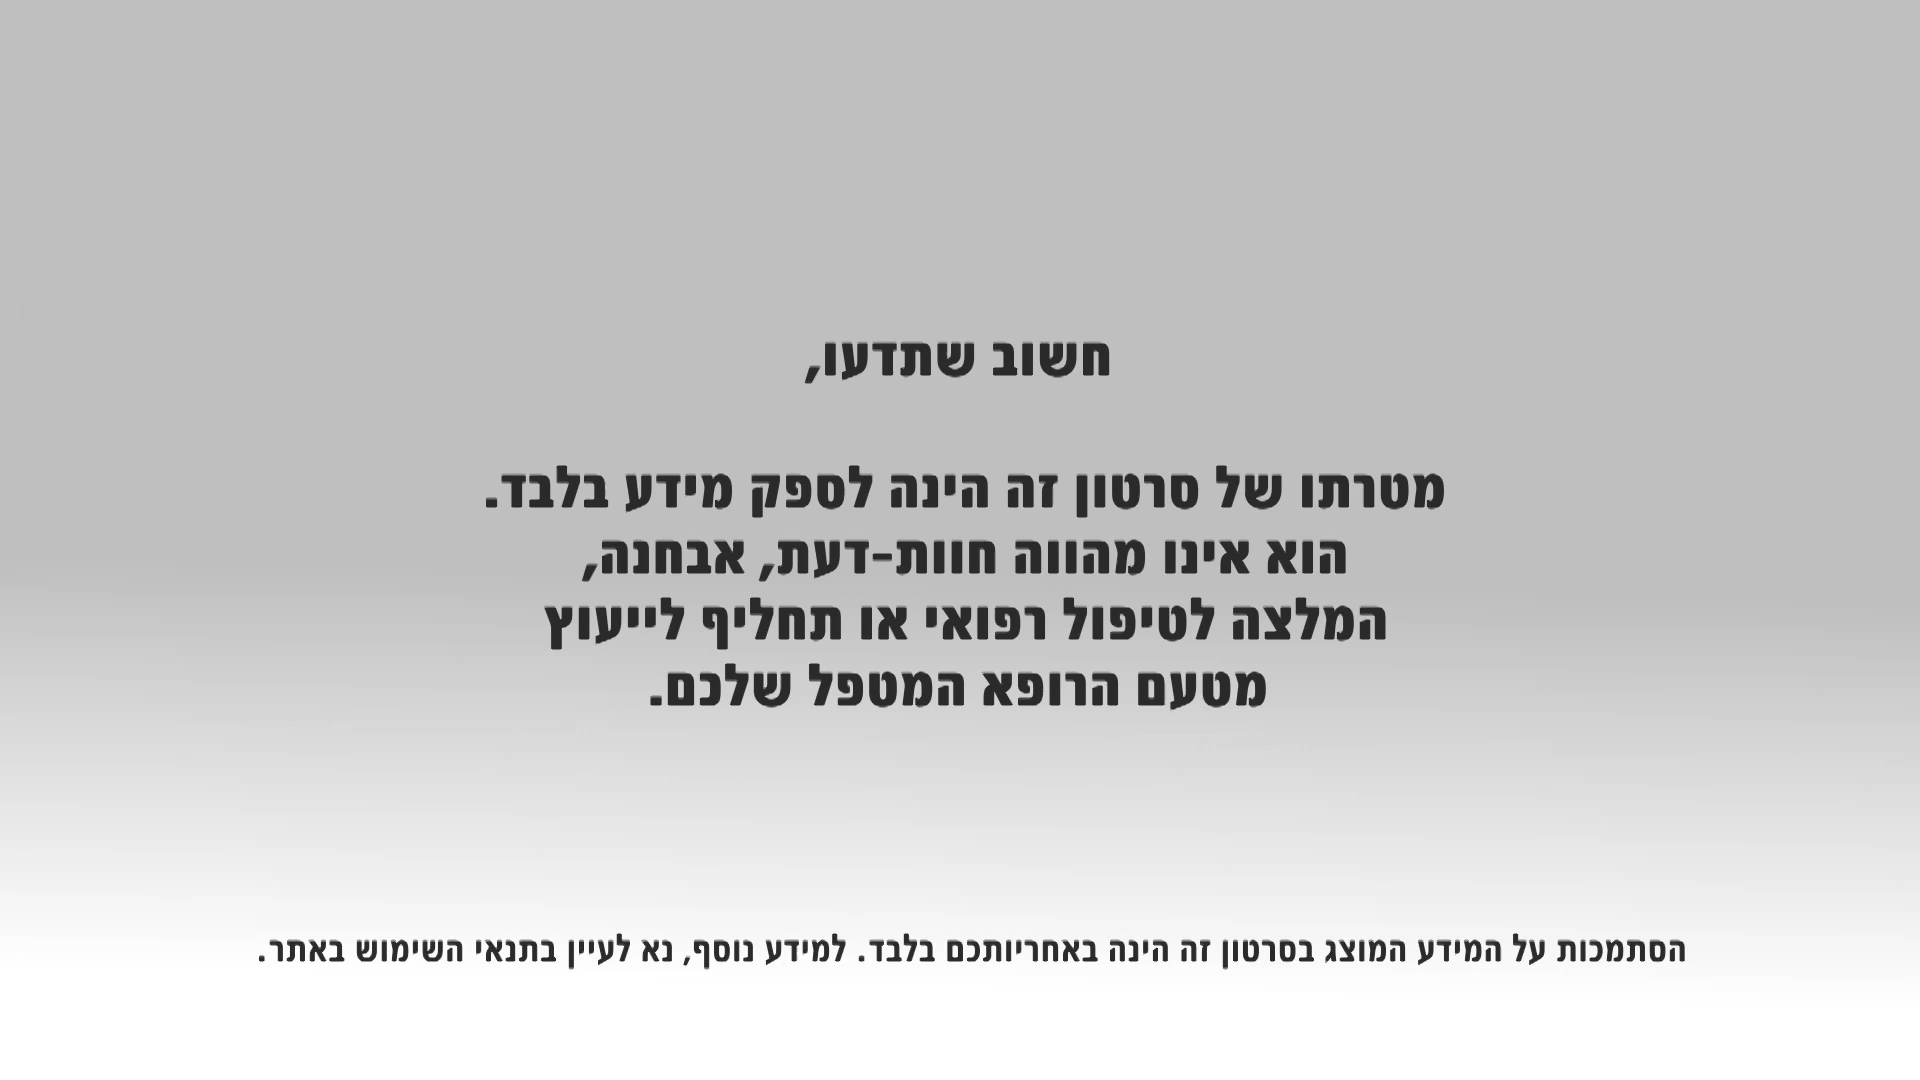 חשוב שתדעו,
מטרתו של סרטון זה הינה לספק מידע בלבד.
הוא אינו מהווה חוות-דעת, אבחנה,
המלצה לטיפול רפואי או תחליף לייעוץ
מטעם הרופא המטפל שלכם.
הסתמכות על המידע המוצג בסרטון זה הינה באחריותכם בלבד. למידע נוסף, נא לעיין בתנאי השימוש באתר.